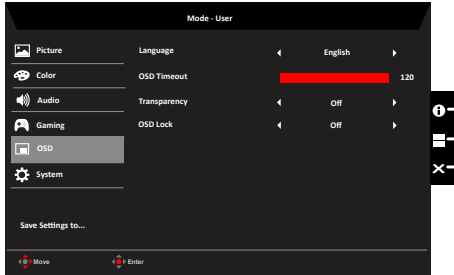 Mode - User
Picture
Language English
Color
OSD Timeout 120
Audio
Transparency Off
Gaming
OSD Lock Off
OSD
System
Save Settings to...
Move Enter